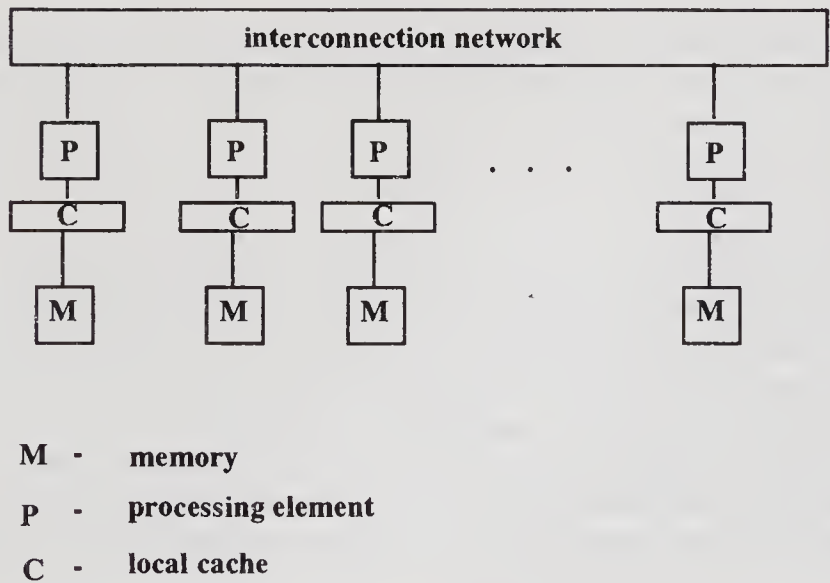 interconnection network
P P P . . . P
C C C C
M M M M
M - memory
P - processing element
C - local cache